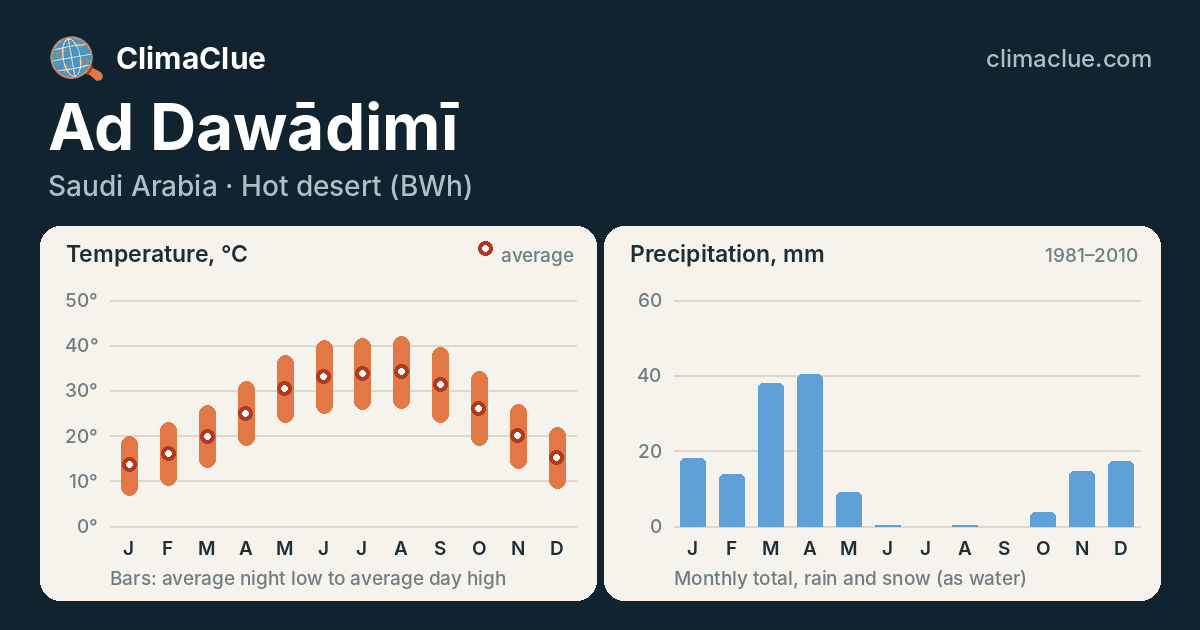 ClimaClue
climaclue.com
Ad Dawādimī
Saudi Arabia · Hot desert (BWh)
Temperature, °C
average
50°
40°
30°
20°
10°
0°
J F M A M J J A S O N D
Bars: average night low to average day high
Precipitation, mm
1981–2010
60
40
20
0
J F M A M J J A S O N D
Monthly total, rain and snow (as water)